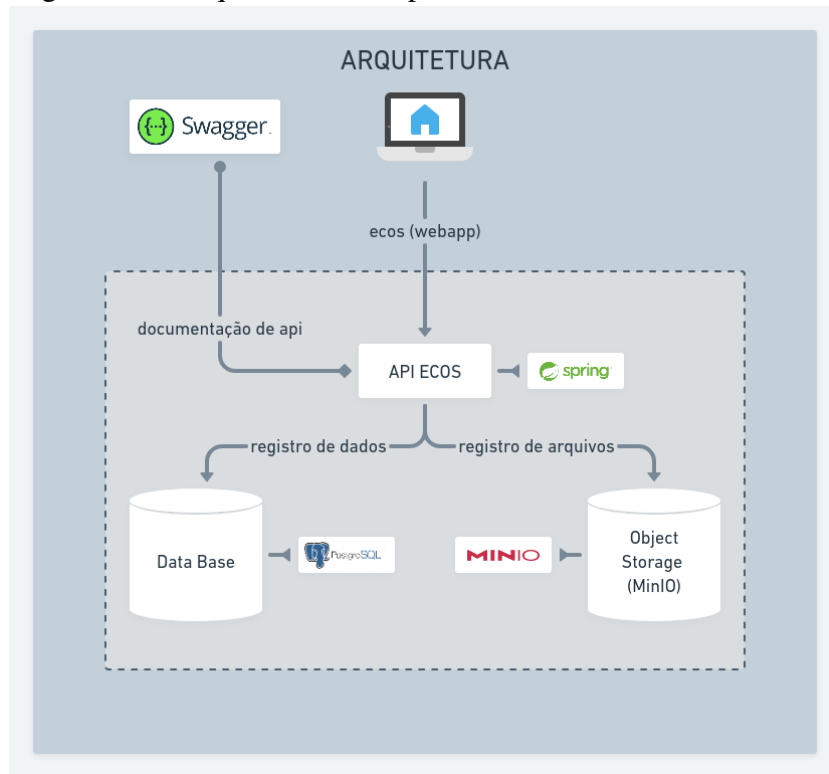 ARQUITETURA
{··} Swagger.
ecos (webapp)
documentação de api
API ECOS
spring
registro de dados
registro de arquivos
Data Base
PostgreSQL
MINIO
Object
Storage
(MinIO)